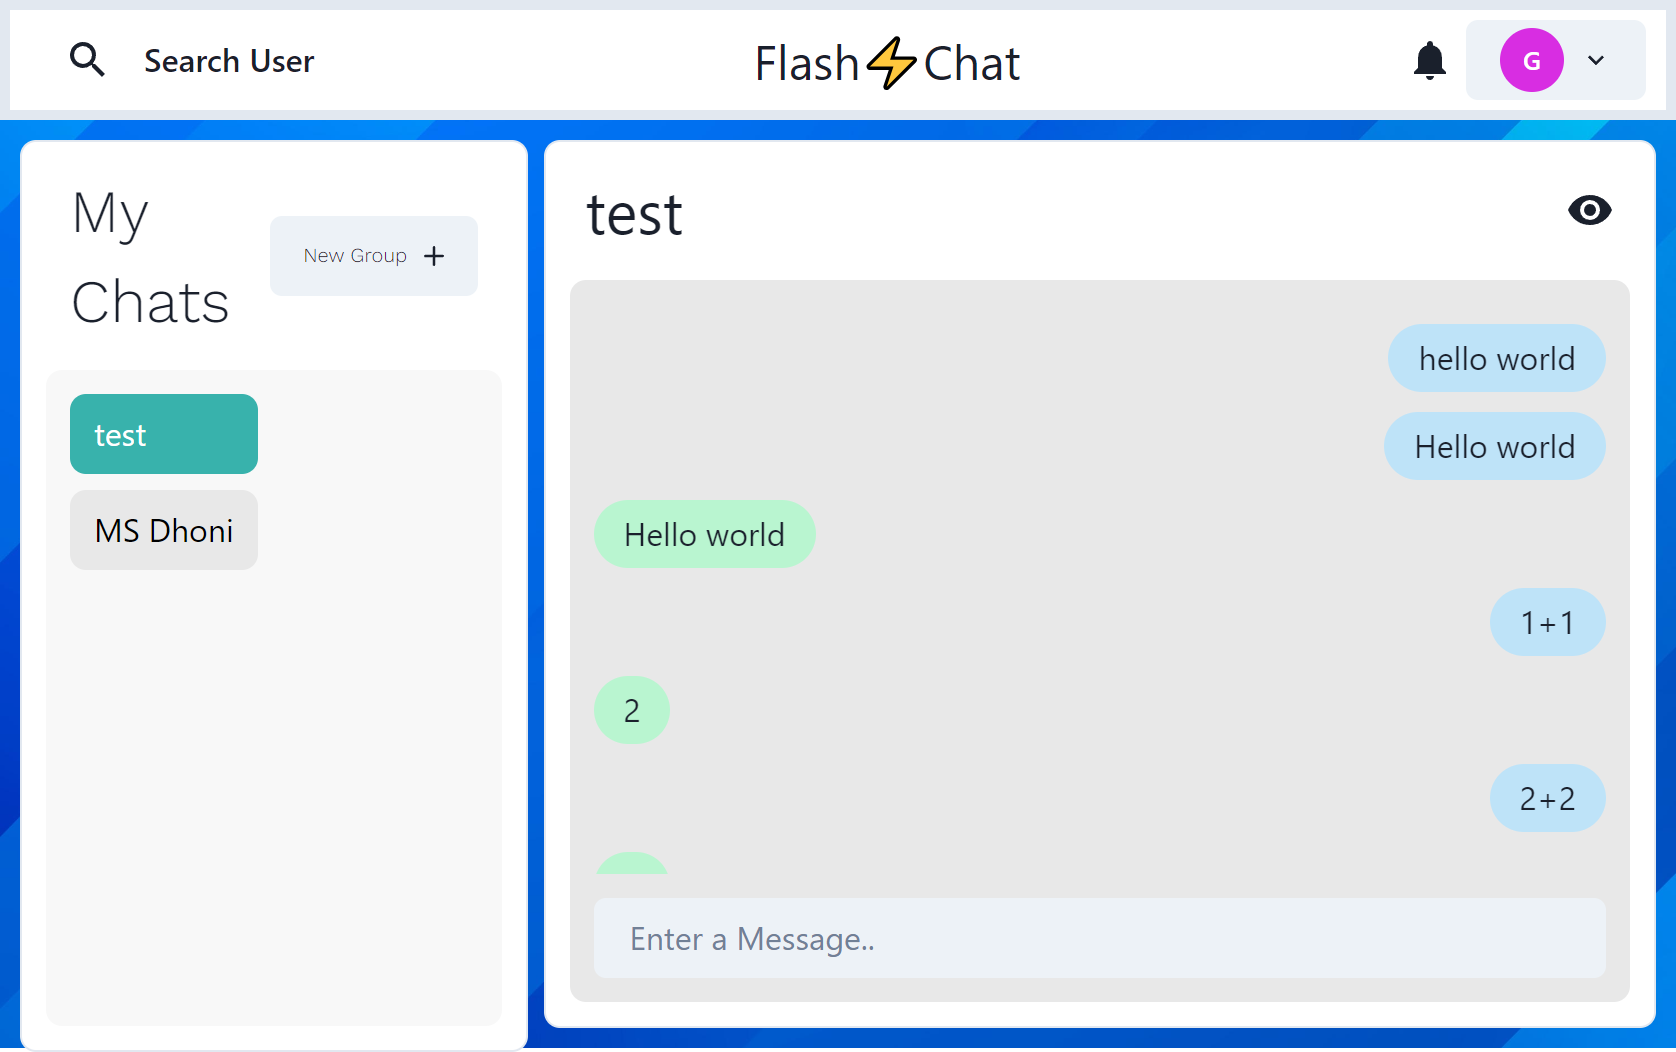 Search User
Flash⚡Chat
G
My
Chats
New Group +
test
MS Dhoni
test
hello world
Hello world
Hello world
1+1
2
2+2
Enter a Message..